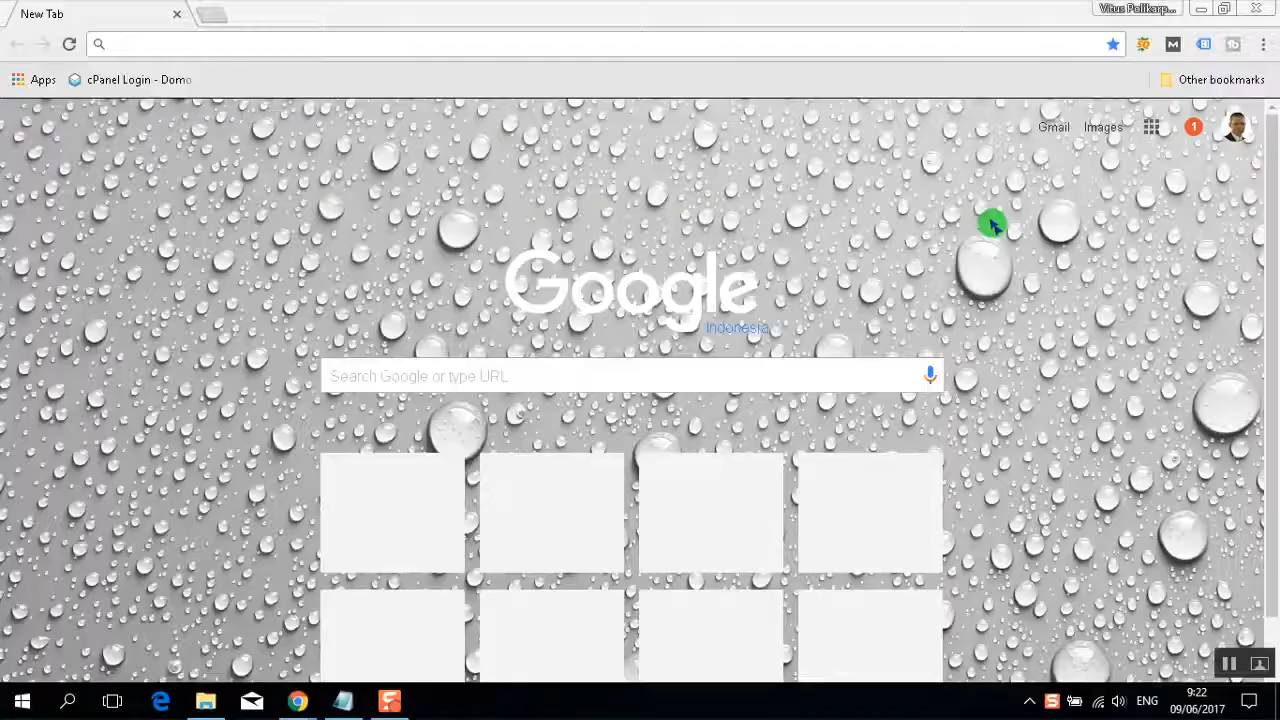 New Tab
Vitus Polikarp...
Apps
cPanel Login - Domo
Other bookmarks
Gmail
Images
1
Google
Indonesia
Search Google or type URL
ENG
9:22
09/06/2017